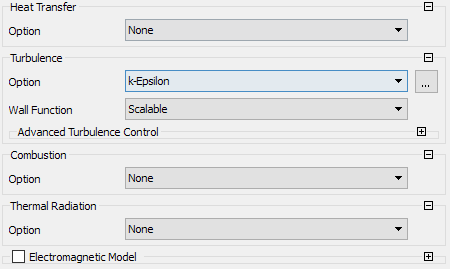 Heat Transfer
Option None
Turbulence
Option k-Epsilon ...
Wall Function Scalable
Advanced Turbulence Control
Combustion
Option None
Thermal Radiation
Option None
Electromagnetic Model